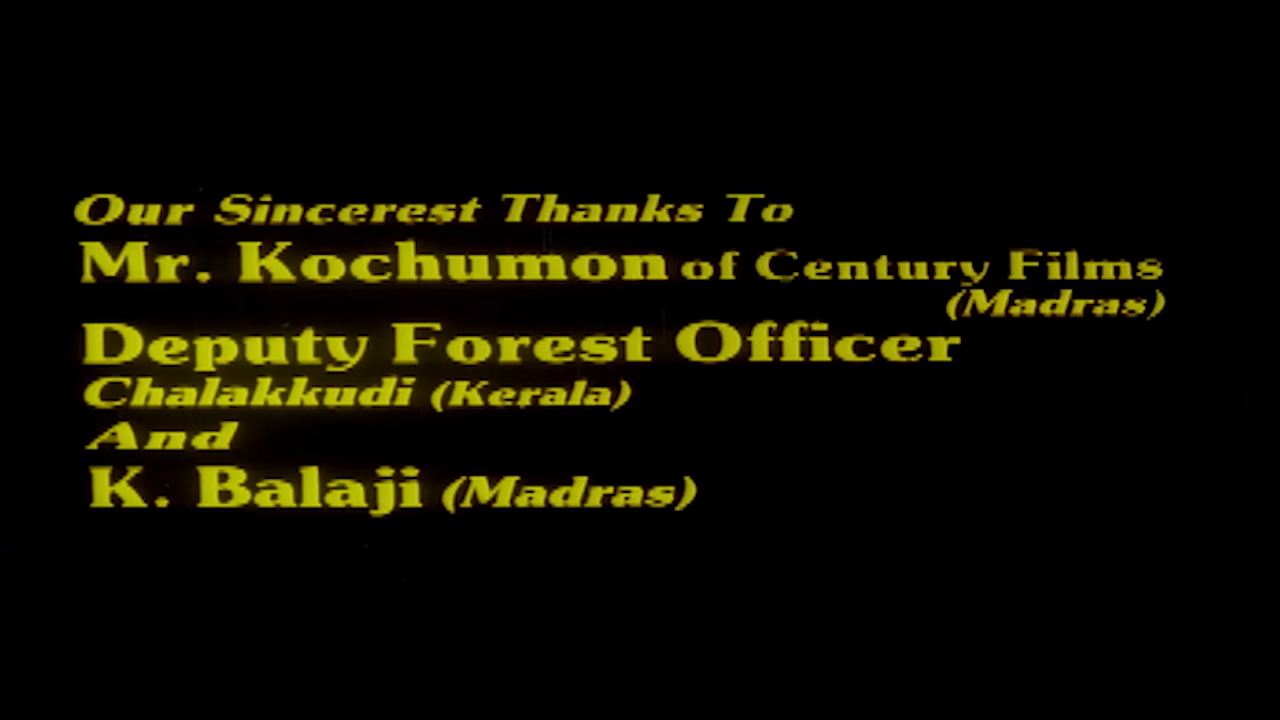 Our Sincerest Thanks To
Mr. Kochumon of Century Films
(Madras)
Deputy Forest Officer
Chalakkudi (Kerala)
And
K. Balaji (Madras)